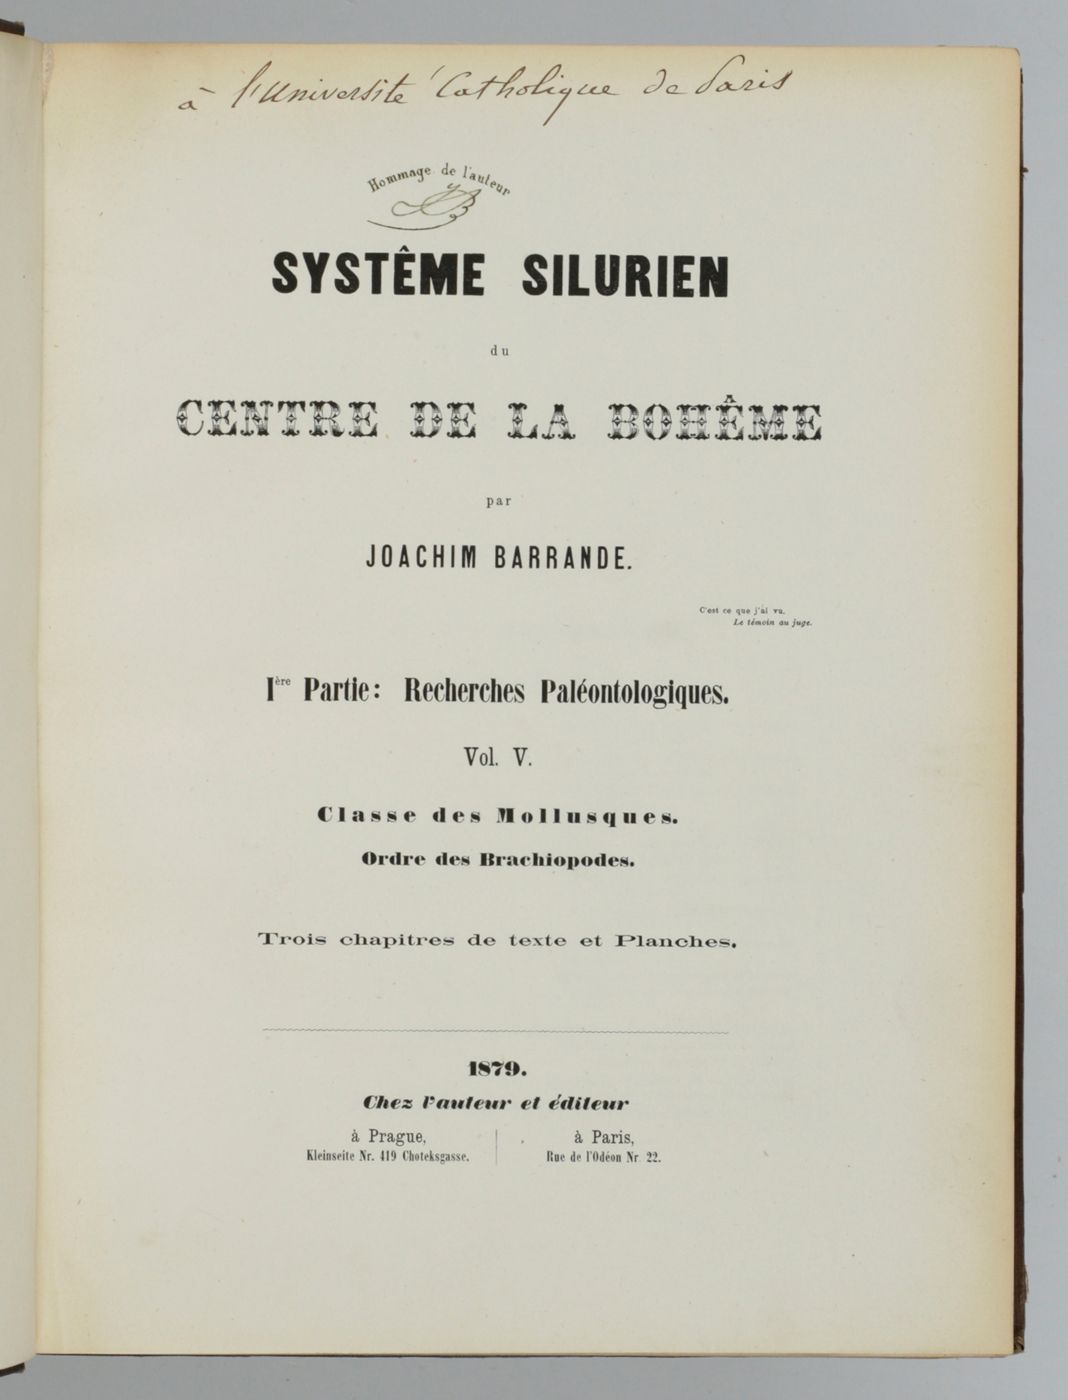 à l'Université Catholique de Paris
Hommage de l'auteur
SYSTÊME SILURIEN
du
CENTRE DE LA BOHÊME
par
JOACHIM BARRANDE.
C'est ce que j'ai vu.
Le témoin au juge.
Ière Partie: Recherches Paléontologiques.
Vol. V.
Classe des Mollusques.
Ordre des Brachiopodes.
Trois chapitres de texte et Planches.
1879.
Chez l'auteur et éditeur
à Prague,
Kleinseite Nr. 419 Choteksgasse.
à Paris,
Rue de l'Odéon Nr. 22.